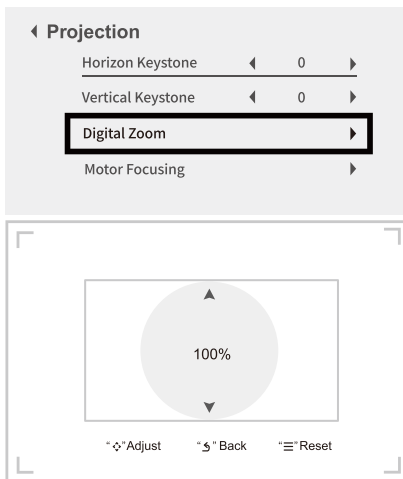 Projection
Horizon Keystone 0
Vertical Keystone 0
Digital Zoom
Motor Focusing
100%
“ ”Adjust “ ” Back “☰”Reset